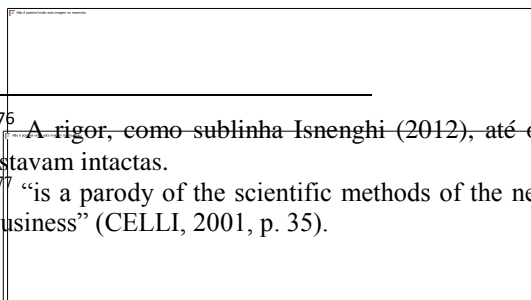 76 A rigor, como sublinha Isnenghi (2012), até
stavam intactas.
77 “is a parody of the scientific methods of the ne
usiness” (CELLI, 2001, p. 35).